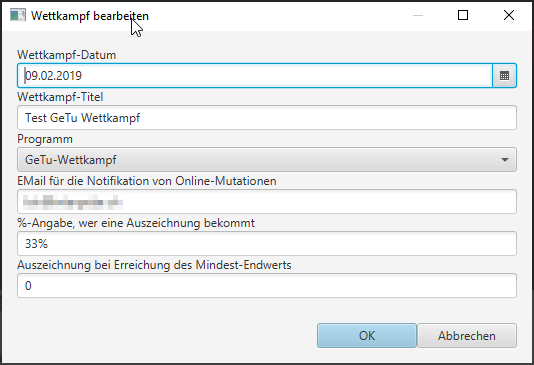 Wettkampf bearbeiten
Wettkampf-Datum
09.02.2019
Wettkampf-Titel
Test GeTu Wettkampf
Programm
GeTu-Wettkampf
EMail für die Notifikation von Online-Mutationen
%-Angabe, wer eine Auszeichnung bekommt
33%
Auszeichnung bei Erreichung des Mindest-Endwerts
0
OK Abbrechen